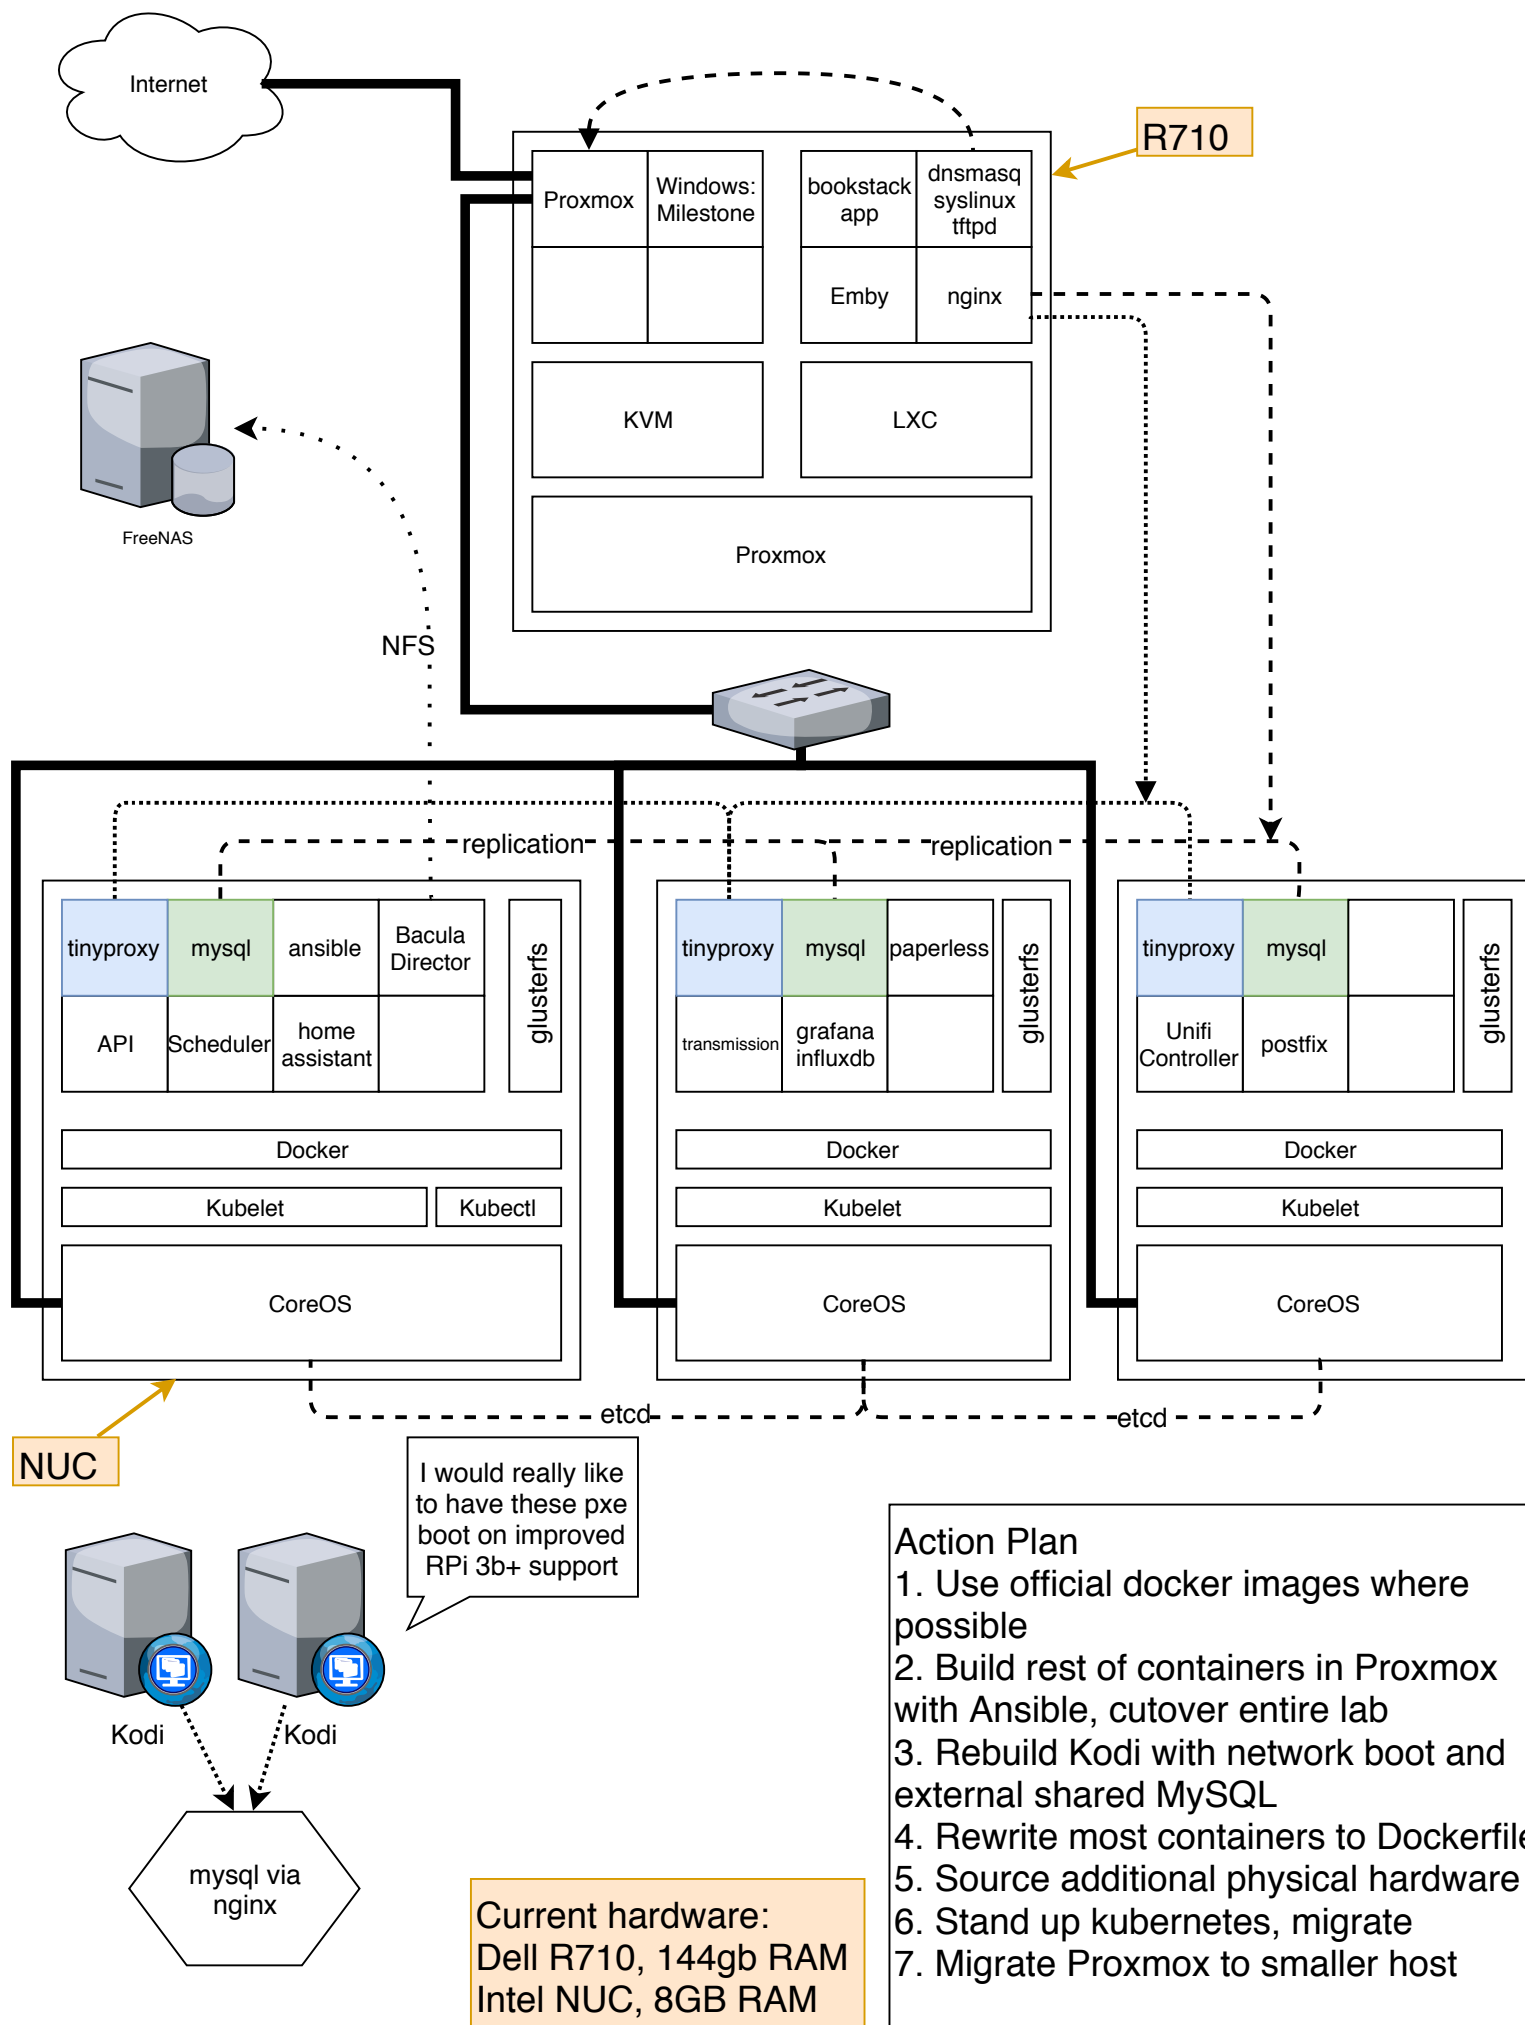 Internet
R710
Proxmox
Windows:
Milestone
bookstack
app
dnsmasq
syslinux
tftpd
Emby
nginx
KVM
LXC
Proxmox
FreeNAS
NFS
replication
replication
tinyproxy
mysql
ansible
Bacula
Director
glusterfs
API
Scheduler
home
assistant
Docker
Kubelet
Kubectl
CoreOS
tinyproxy
mysql
paperless
glusterfs
transmission
grafana
influxdb
Docker
Kubelet
CoreOS
tinyproxy
mysql
glusterfs
Unifi
Controller
postfix
Docker
Kubelet
CoreOS
etcd
etcd
NUC
I would really like
to have these pxe
boot on improved
RPi 3b+ support
Kodi
Kodi
mysql via
nginx
Current hardware:
Dell R710, 144gb RAM
Intel NUC, 8GB RAM
Action Plan
1. Use official docker images where
possible
2. Build rest of containers in Proxmox
with Ansible, cutover entire lab
3. Rebuild Kodi with network boot and
external shared MySQL
4. Rewrite most containers to Dockerfile
5. Source additional physical hardware
6. Stand up kubernetes, migrate
7. Migrate Proxmox to smaller host